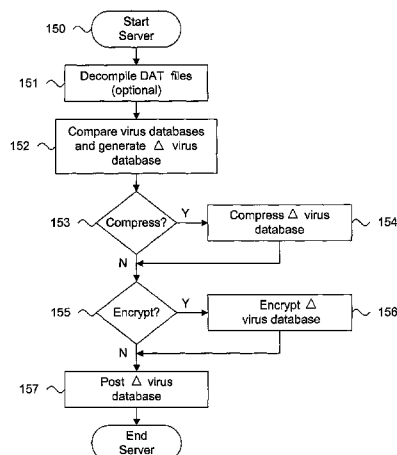 150
Start
Server
151
Decompile DAT files
(optional)
152
Compare virus databases
and generate Δ virus
database
153
Compress?
Y
Compress Δ virus
database
154
N
155
Encrypt?
Y
Encrypt Δ
virus database
156
N
157
Post Δ virus
database
End
Server